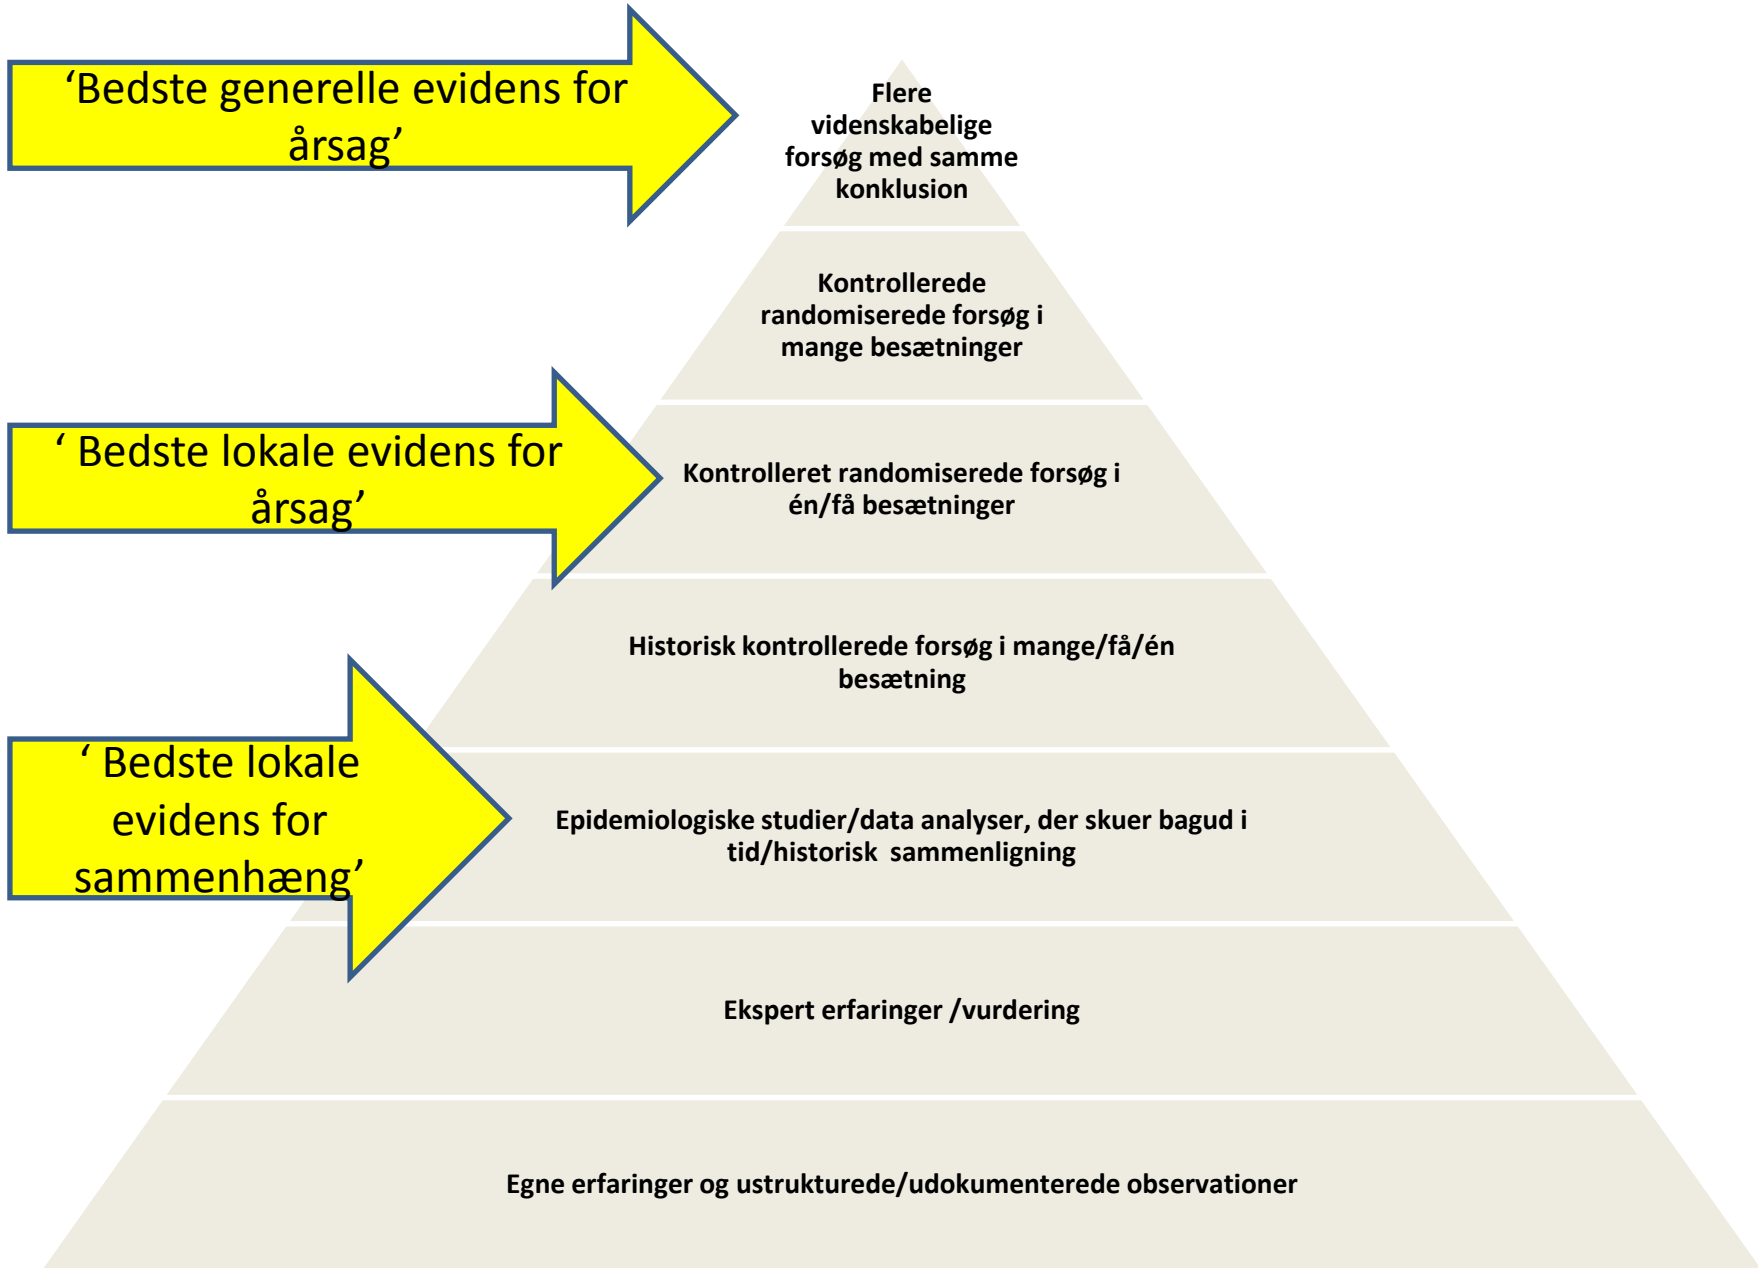 ‘Bedste generelle evidens for
årsag’
Flere
videnskabelige
forsøg med samme
konklusion
Kontrollerede
randomiserede forsøg i
mange besætninger
‘ Bedste lokale evidens for
årsag’
Kontrolleret randomiserede forsøg i
én/få besætninger
Historisk kontrollerede forsøg i mange/få/én
besætning
‘ Bedste lokale
evidens for
sammenhæng’
Epidemiologiske studier/data analyser, der skuer bagud i
tid/historisk sammenligning
Ekspert erfaringer /vurdering
Egne erfaringer og ustrukturede/udokumenterede observationer